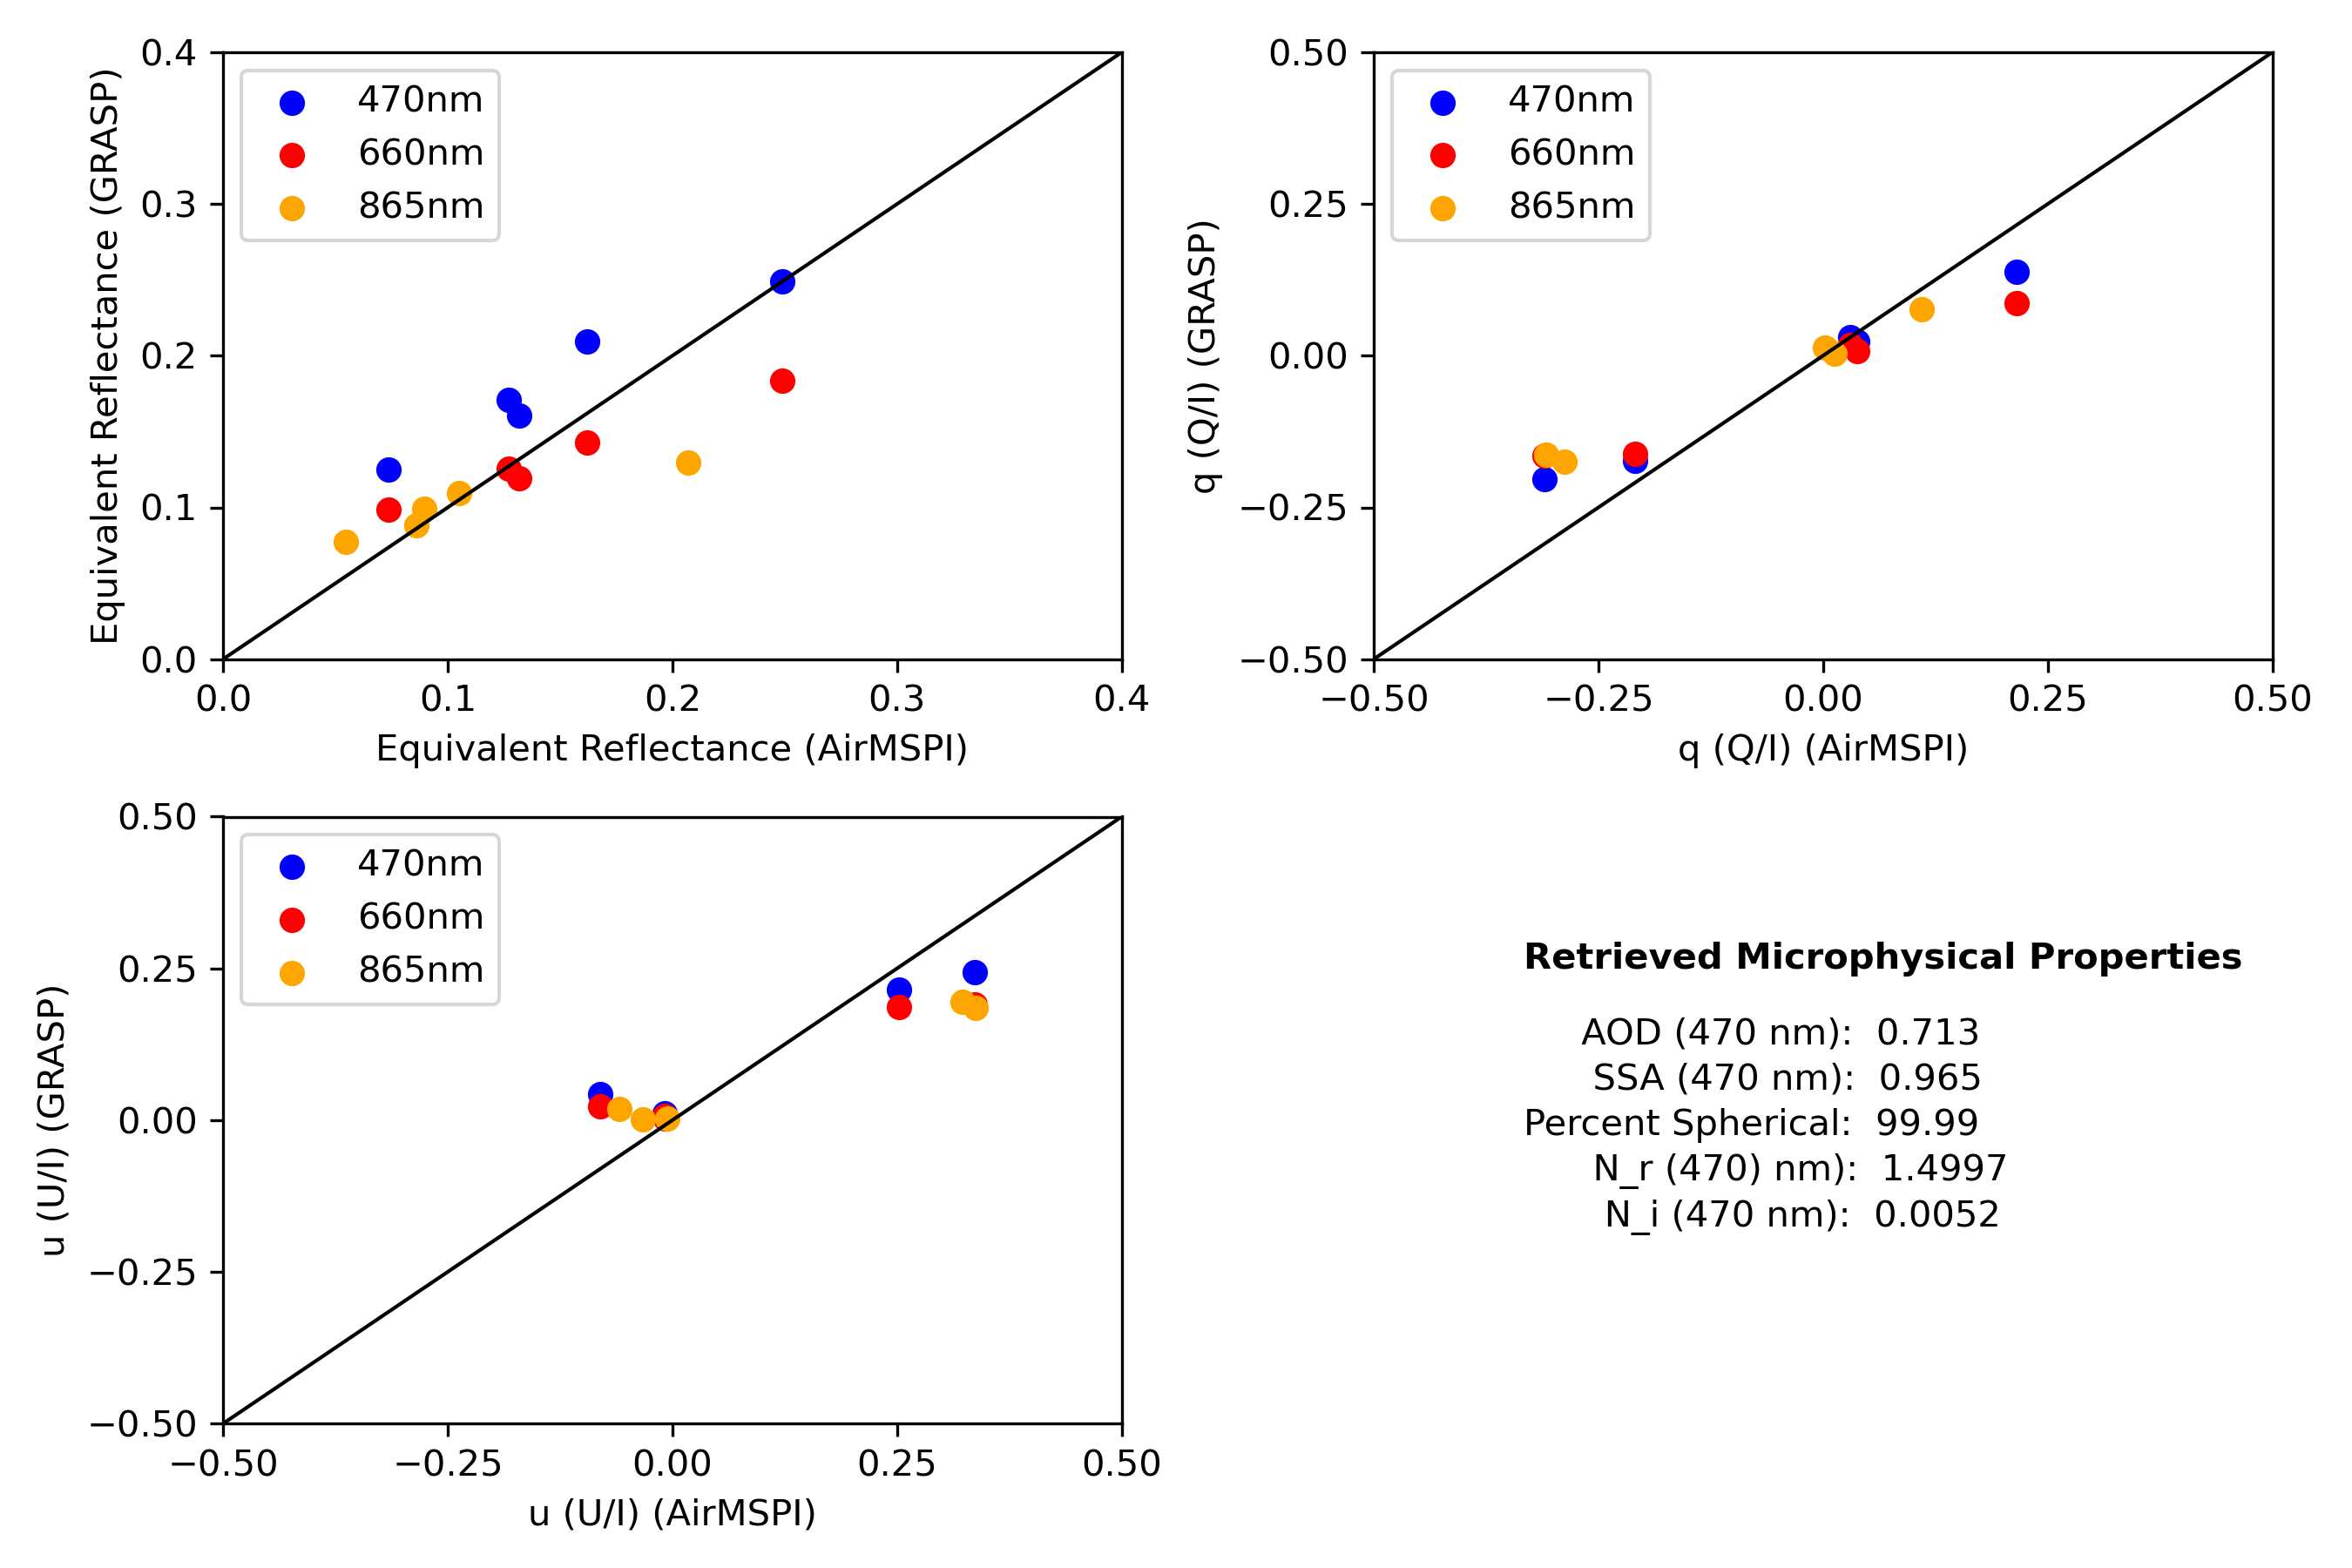 0.4
0.3
0.2
0.1
0.0
0.0 0.1 0.2 0.3 0.4
Equivalent Reflectance (GRASP)
Equivalent Reflectance (AirMSPI)
470nm
660nm
865nm
0.50
0.25
0.00
−0.25
−0.50
−0.50 −0.25 0.00 0.25 0.50
q (Q/I) (GRASP)
q (Q/I) (AirMSPI)
470nm
660nm
865nm
0.50
0.25
0.00
−0.25
−0.50
−0.50 −0.25 0.00 0.25 0.50
u (U/I) (GRASP)
u (U/I) (AirMSPI)
470nm
660nm
865nm
Retrieved Microphysical Properties
AOD (470 nm): 0.713
SSA (470 nm): 0.965
Percent Spherical: 99.99
N_r (470) nm): 1.4997
N_i (470 nm): 0.0052